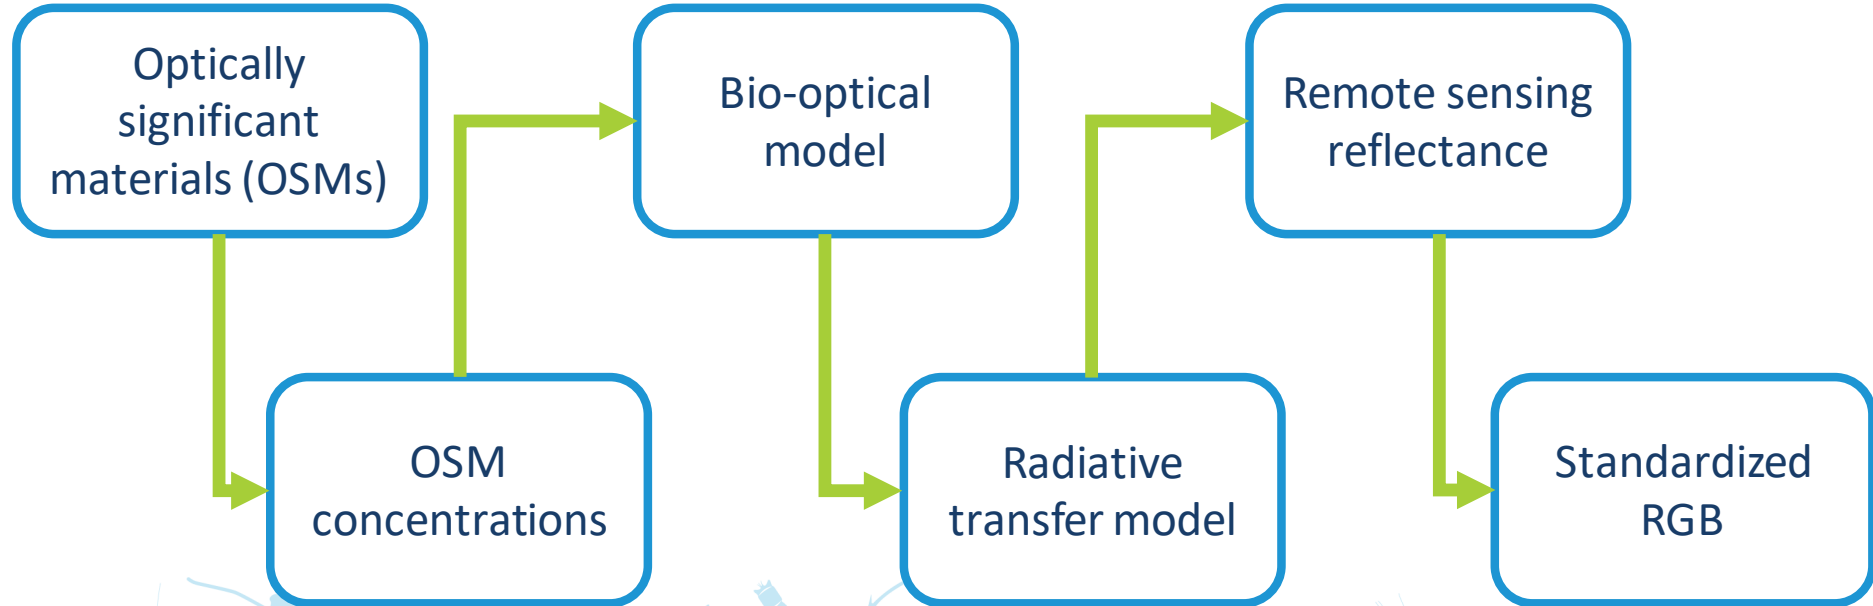 Optically
significant
materials (OSMs)
OSM
concentrations
Bio-optical
model
Radiative
transfer model
Remote sensing
reflectance
Standardized
RGB